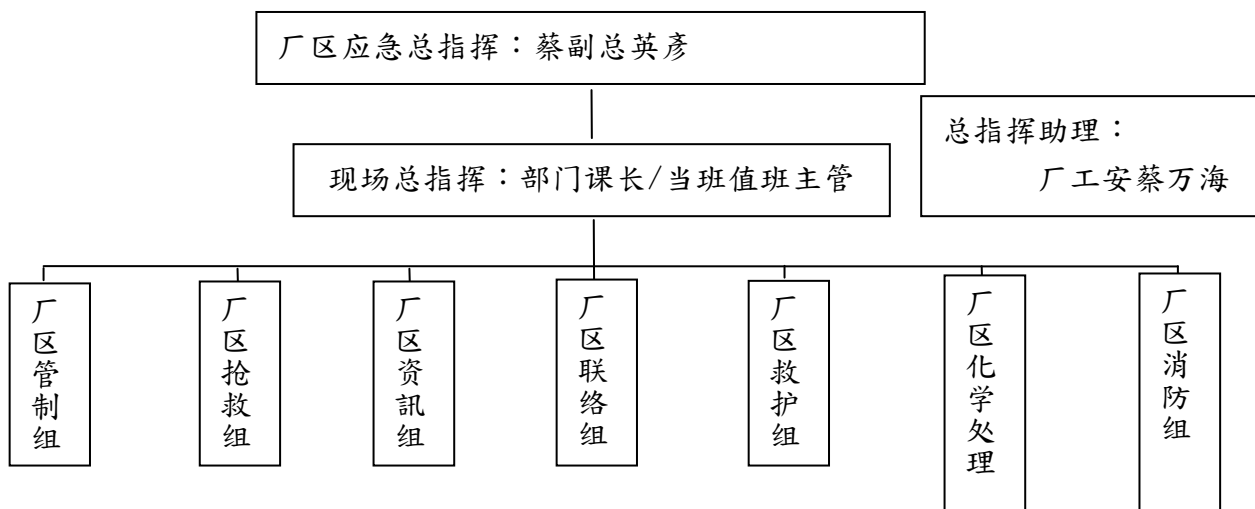 厂区应急总指挥：蔡副总英彦
总指挥助理：
厂工安蔡万海
现场总指挥：部门课长/当班值班主管
厂区管制组
厂区抢救组
厂区资訊组
厂区联络组
厂区救护组
厂区化学处理
厂区消防组